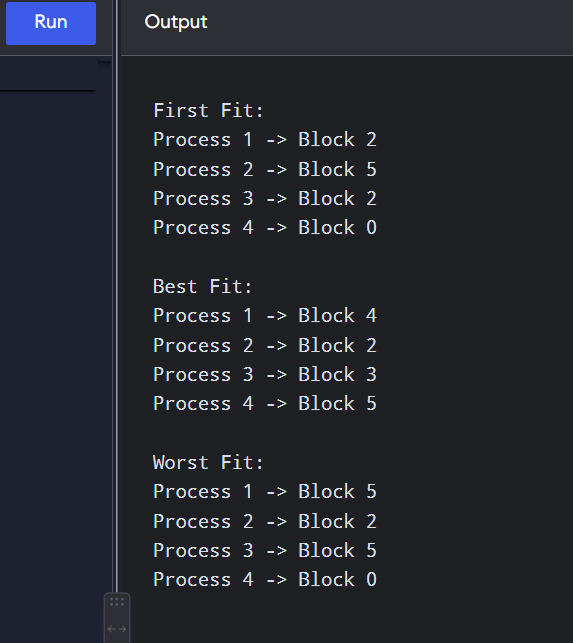 Run
Output
First Fit:
Process 1 -> Block 2
Process 2 -> Block 5
Process 3 -> Block 2
Process 4 -> Block 0
Best Fit:
Process 1 -> Block 4
Process 2 -> Block 2
Process 3 -> Block 3
Process 4 -> Block 5
Worst Fit:
Process 1 -> Block 5
Process 2 -> Block 2
Process 3 -> Block 5
Process 4 -> Block 0